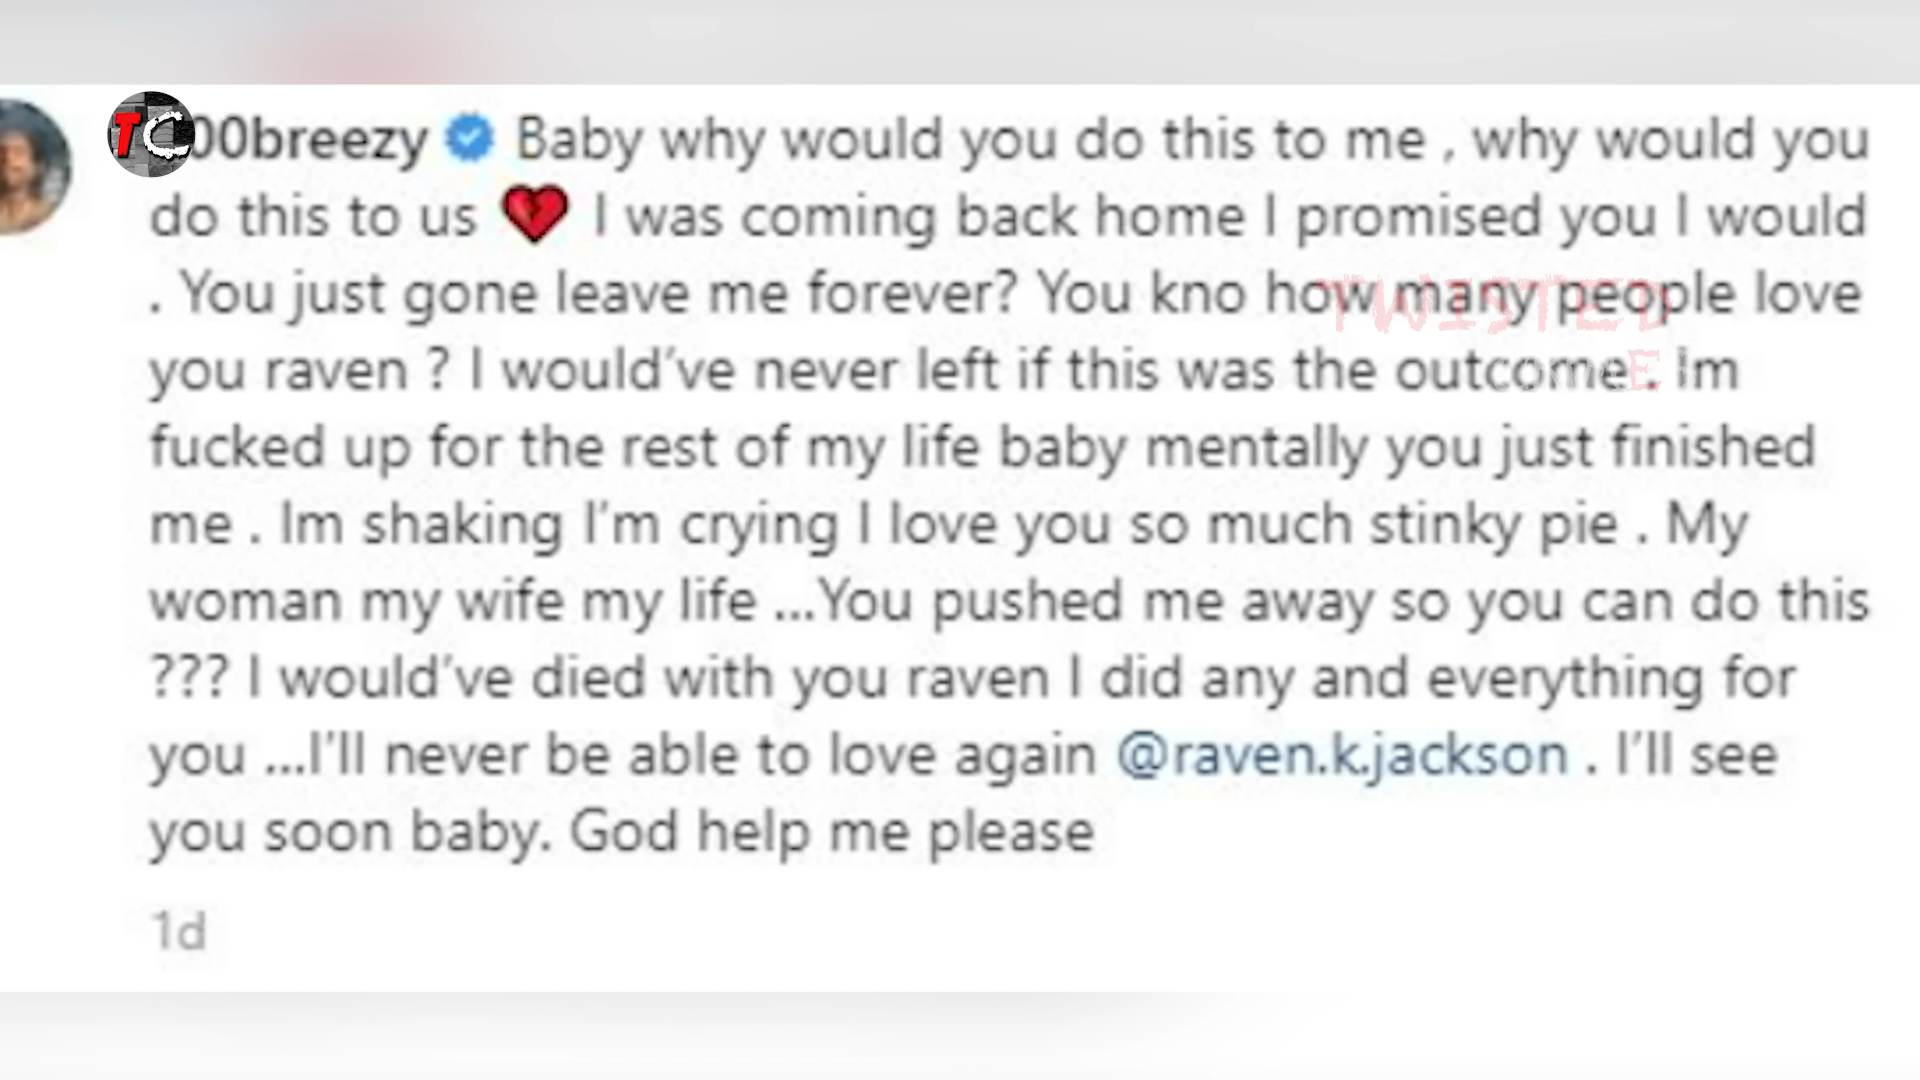 TC
00breezy Baby why would you do this to me , why would you
do this to us 💔 I was coming back home I promised you I would
. You just gone leave me forever? You kno how many people love
you raven ? I would've never left if this was the outcome . Im
fucked up for the rest of my life baby mentally you just finished
me . Im shaking I'm crying I love you so much stinky pie . My
woman my wife my life ...You pushed me away so you can do this
??? I would've died with you raven I did any and everything for
you ...I'll never be able to love again @raven.k.jackson . I'll see
you soon baby. God help me please
1d
TWISTED